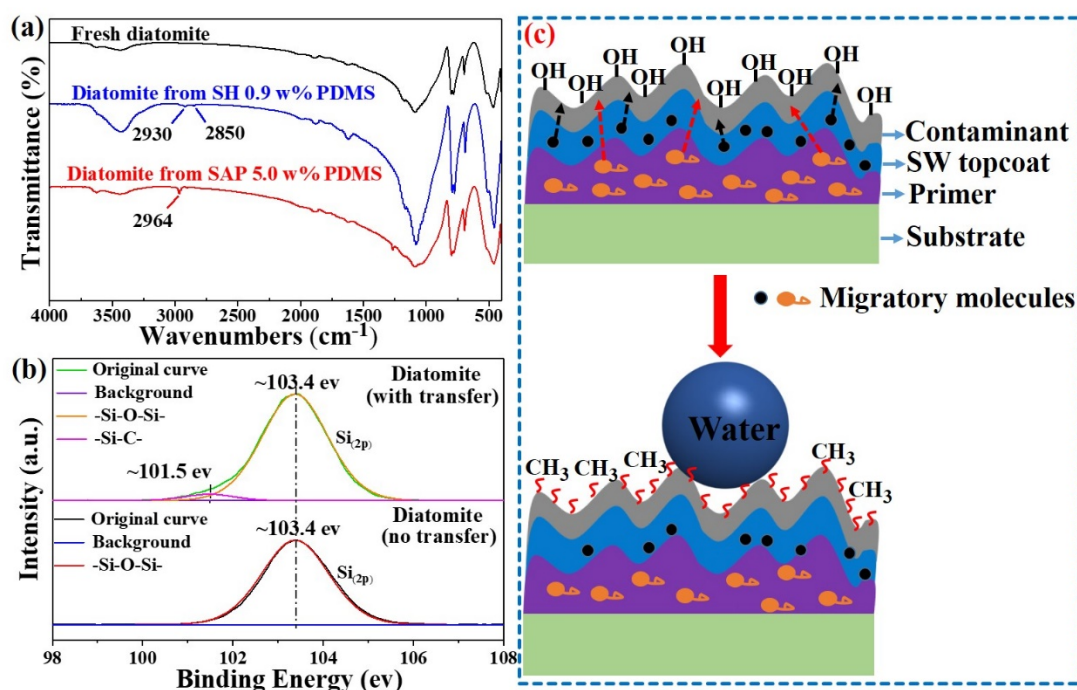 (a)
Fresh diatomite
Diatomite from SH 0.9 w% PDMS
2930
2850
Diatomite from SAP 5.0 w% PDMS
2964
Transmittance (%)
4000 3500 3000 2500 2000 1500 1000 500
Wavenumbers (cm-1)
(b)
Original curve
Background
-Si-O-Si-
-Si-C-
~103.4 ev
Diatomite
(with transfer)
Si(2p)
~101.5 ev
Original curve
Background
-Si-O-Si-
~103.4 ev
Diatomite
(no transfer)
Si(2p)
Intensity (a.u.)
98 100 102 104 106 108
Binding Energy (ev)
(c)
OH
OH
OH
OH
OH
OH
OH
OH
OH
Contaminant
SW topcoat
Primer
Substrate
Migratory molecules
Water
CH3
CH3
CH3
CH3
CH3